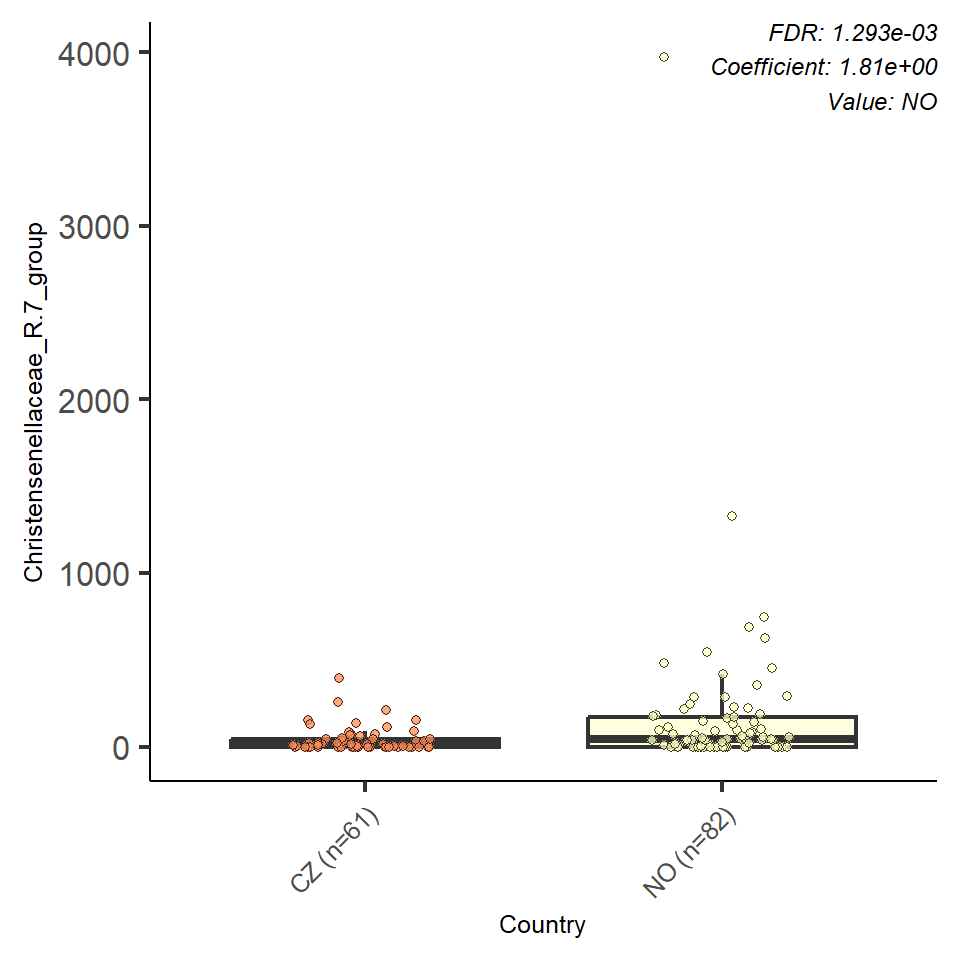 FDR: 1.293e-03
Coefficient: 1.81e+00
Value: NO
4000
3000
2000
1000
0
Christensenellaceae_R.7_group
CZ (n=61)
NO (n=82)
Country